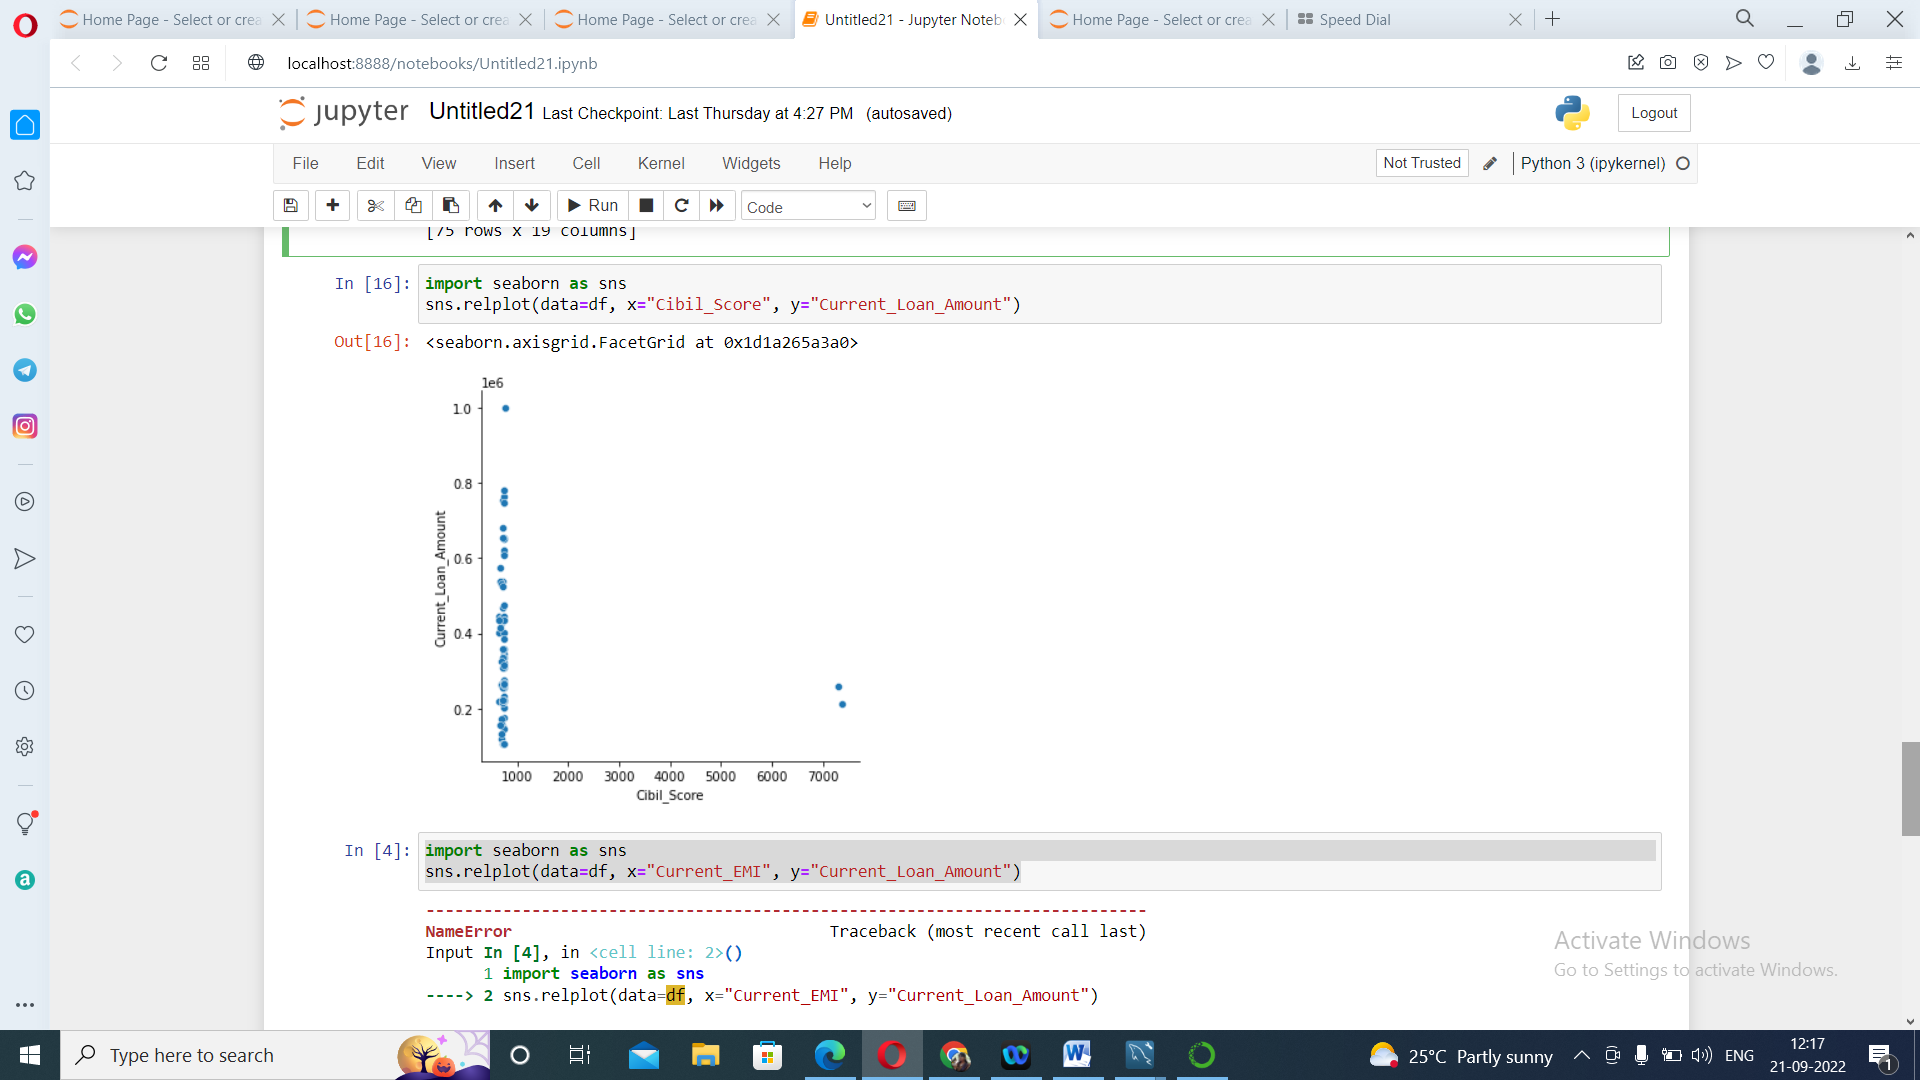 Home Page - Select or crea
Home Page - Select or crea
Home Page - Select or crea
Untitled21 - Jupyter Noteb
Home Page - Select or crea
Speed Dial
localhost:8888/notebooks/Untitled21.ipynb
jupyter Untitled21 Last Checkpoint: Last Thursday at 4:27 PM (autosaved)
Logout
File Edit View Insert Cell Kernel Widgets Help
Not Trusted
Python 3 (ipykernel)
Run
Code
[75 rows x 19 columns]
In [16]: import seaborn as sns
sns.relplot(data=df, x="Cibil_Score", y="Current_Loan_Amount")
Out[16]: <seaborn.axisgrid.FacetGrid at 0x1d1a265a3a0>
1e6
1.0
0.8
0.6
0.4
0.2
Current_Loan_Amount
1000 2000 3000 4000 5000 6000 7000
Cibil_Score
In [4]: import seaborn as sns
sns.relplot(data=df, x="Current_EMI", y="Current_Loan_Amount")
---------------------------------------------------------------------------
NameError Traceback (most recent call last)
Input In [4], in <cell line: 2>()
1 import seaborn as sns
----> 2 sns.relplot(data=df, x="Current_EMI", y="Current_Loan_Amount")
Activate Windows
Go to Settings to activate Windows.
Type here to search
25°C Partly sunny
ENG
12:17
21-09-2022
1